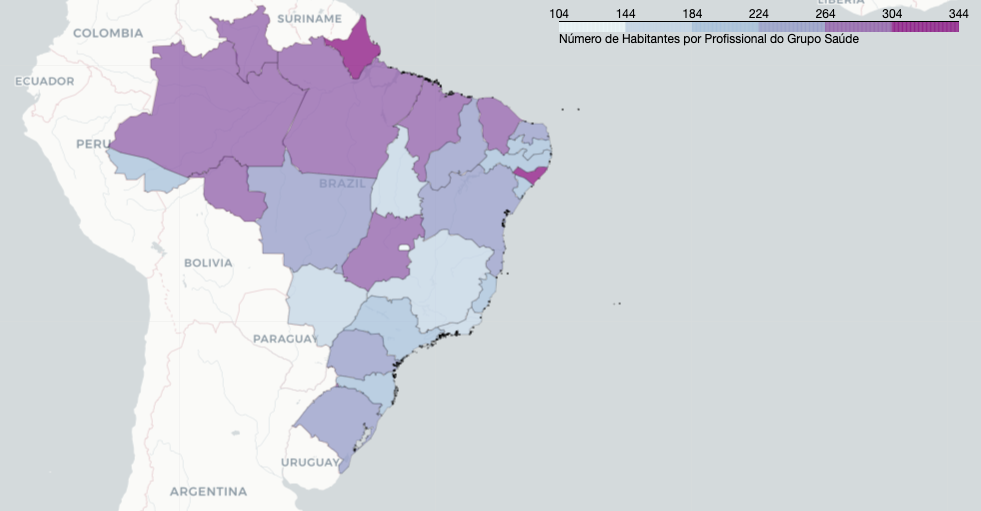 LIBERIA
104 144 184 224 264 304 344
Número de Habitantes por Profissional do Grupo Saúde
SURINAME
COLOMBIA
ECUADOR
PERU
BRAZIL
BOLIVIA
PARAGUAY
URUGUAY
ARGENTINA